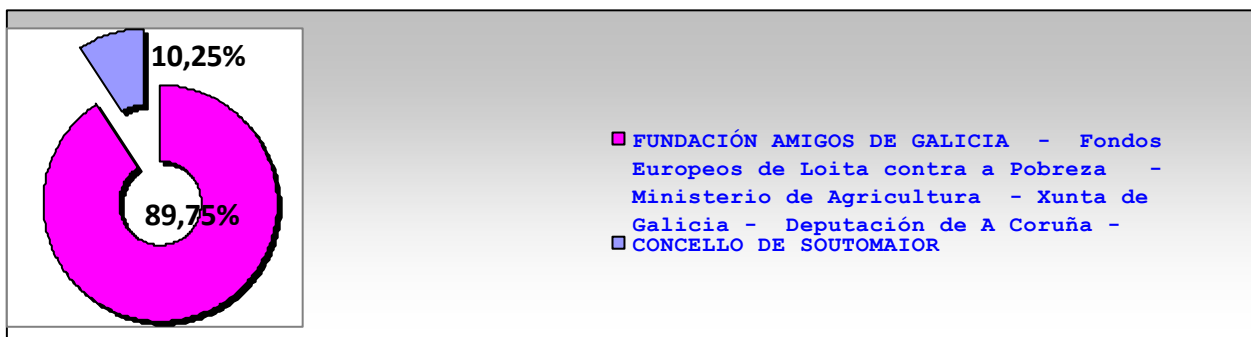 10,25%
89,75%
FUNDACIÓN AMIGOS DE GALICIA - Fondos
Europeos de Loita contra a Pobreza -
Ministerio de Agricultura - Xunta de
Galicia - Deputación de A Coruña -
CONCELLO DE SOUTOMAIOR